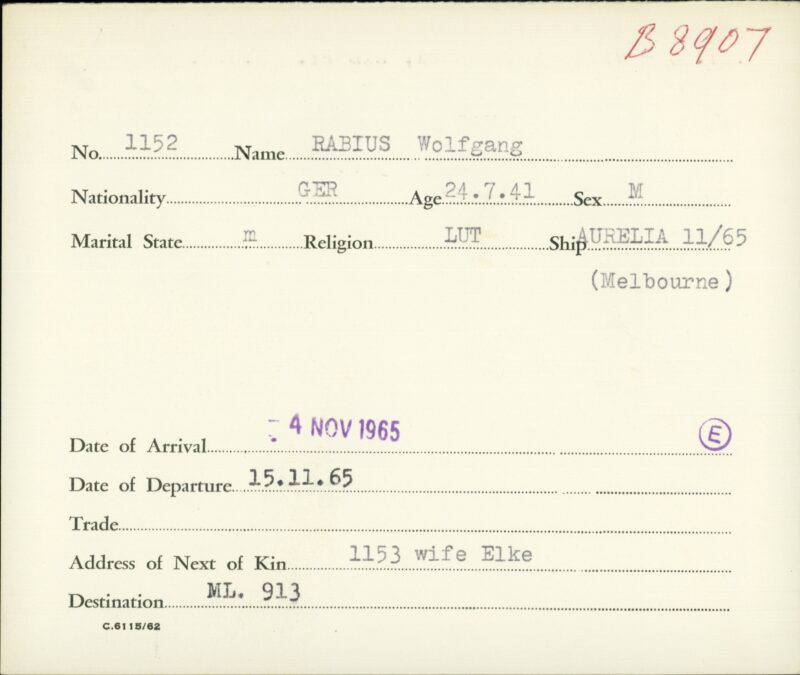 B 8907
No. 1152 Name RABIUS Wolfgang
Nationality GER Age 24.7.41 Sex M
Marital State m Religion LUT Ship AURELIA 11/65
(Melbourne)
Date of Arrival 4 NOV 1965 E
Date of Departure 15.11.65
Trade
Address of Next of Kin 1153 wife Elke
Destination ML. 913
C.6115/62